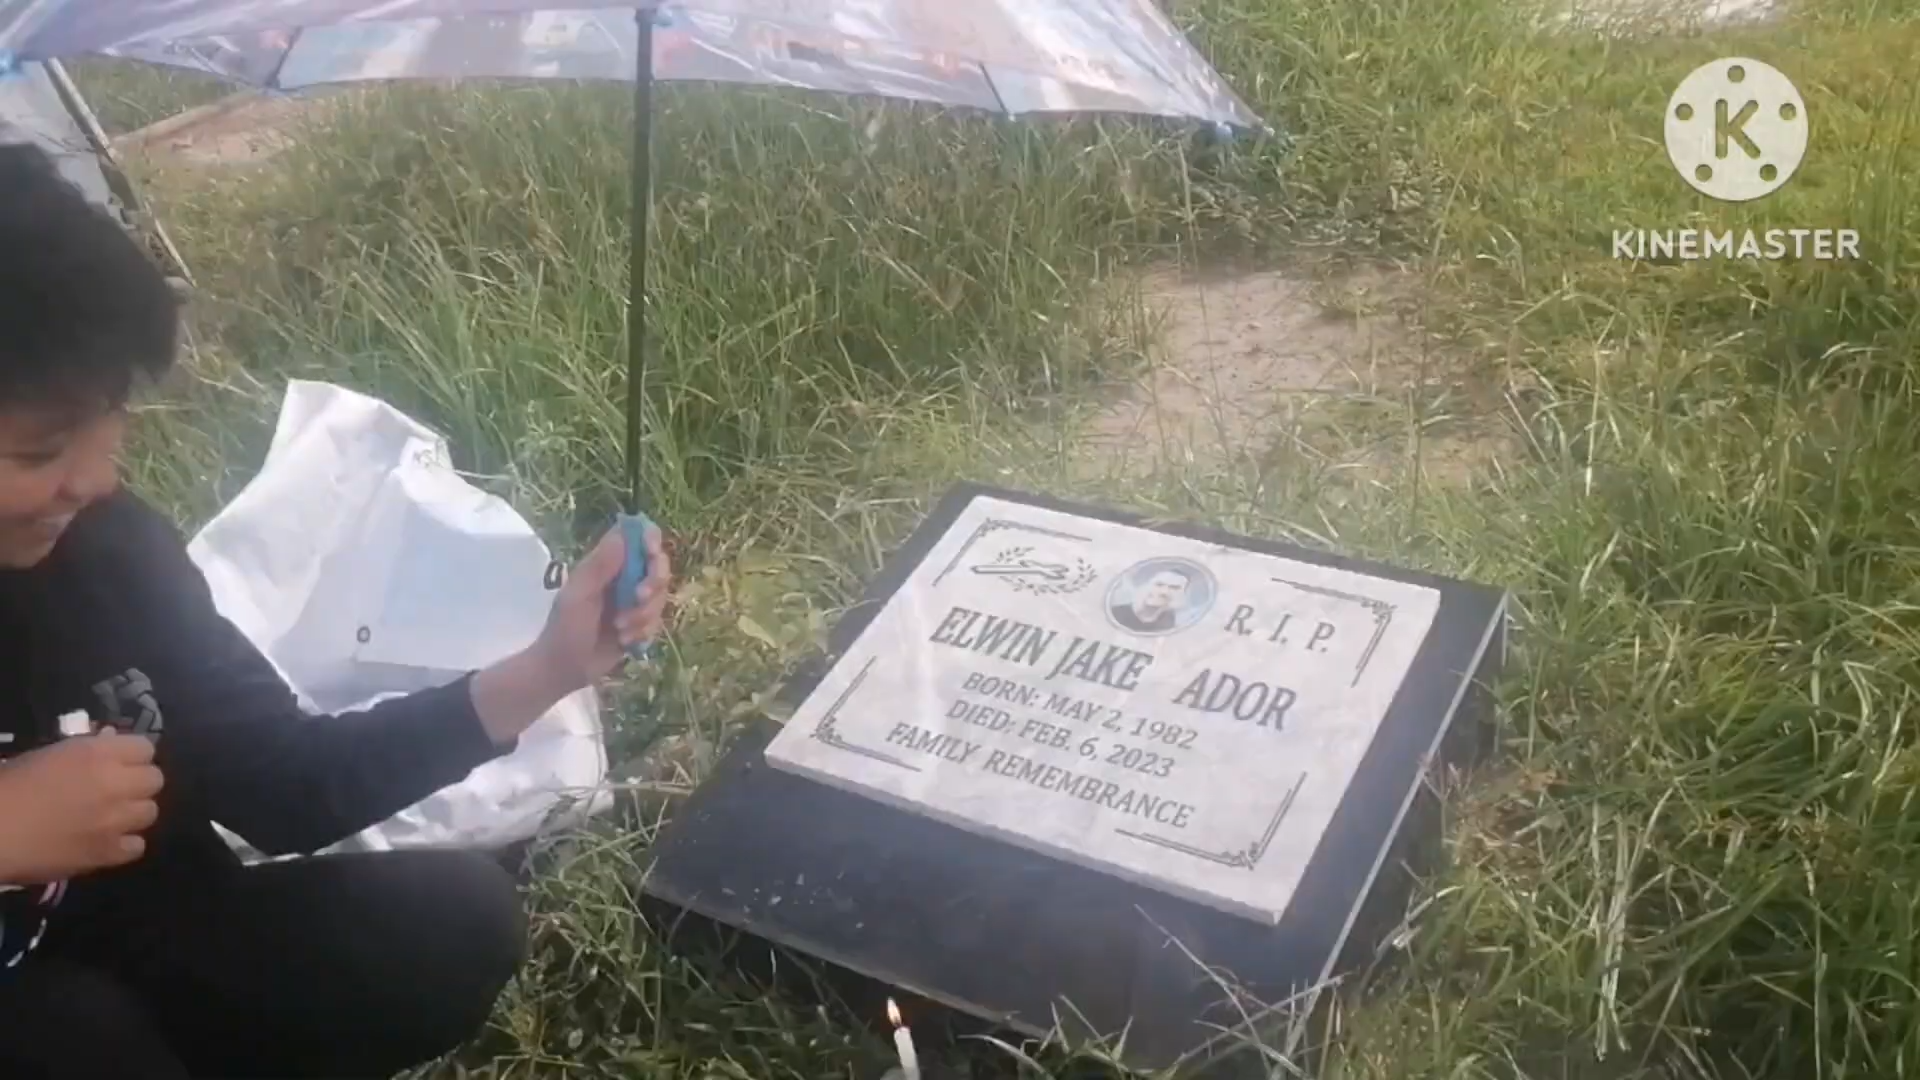 K
KINEMASTER
R. I. P.
ELWIN JAKE ADOR
BORN: MAY 2, 1982
DIED: FEB. 6, 2023
FAMILY REMEMBRANCE